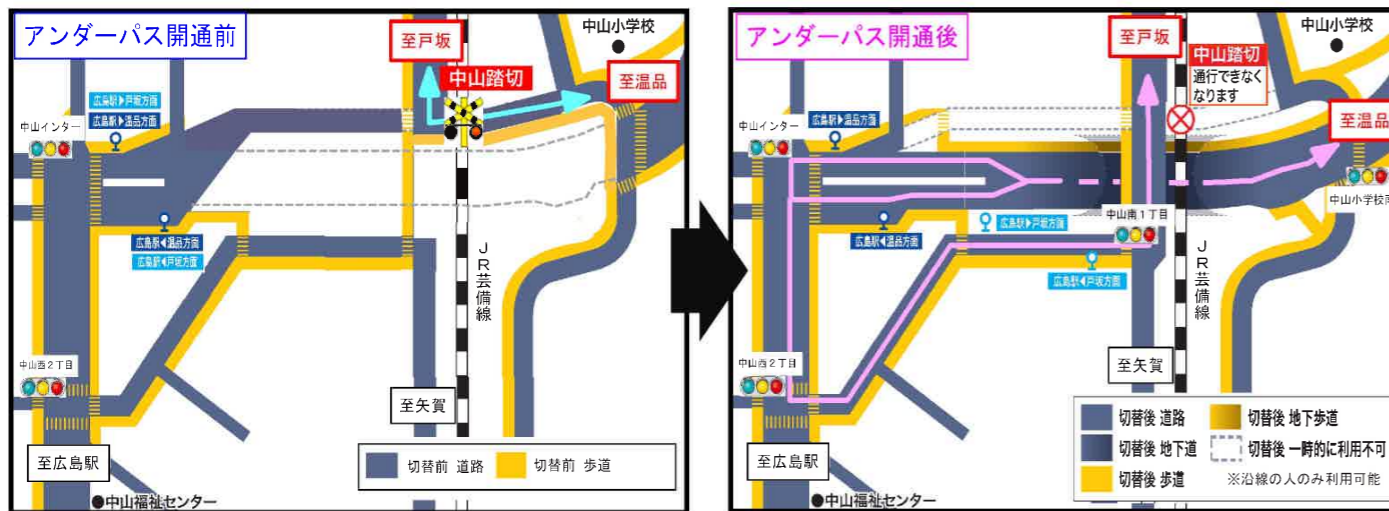 アンダーパス開通前
至戸坂
中山踏切
中山小学校
至温品
広島駅▶戸坂方面
広島駅▶温品方面
中山インター
広島駅◀温品方面
広島駅◀戸坂方面
JR芸備線
中山西2丁目
至矢賀
至広島駅
切替前 道路
切替前 歩道
●中山福祉センター
アンダーパス開通後
至戸坂
中山踏切
通行できなく
なります
中山小学校
至温品
中山インター
広島駅▶温品方面
中山小学校南
広島駅◀温品方面
広島駅▶戸坂方面
中山南1丁目
広島駅◀戸坂方面
JR芸備線
中山西2丁目
至矢賀
至広島駅
切替後 道路
切替後 地下歩道
切替後 地下道
切替後 一時的に利用不可
切替後 歩道
※沿線の人のみ利用可能
●中山福祉センター